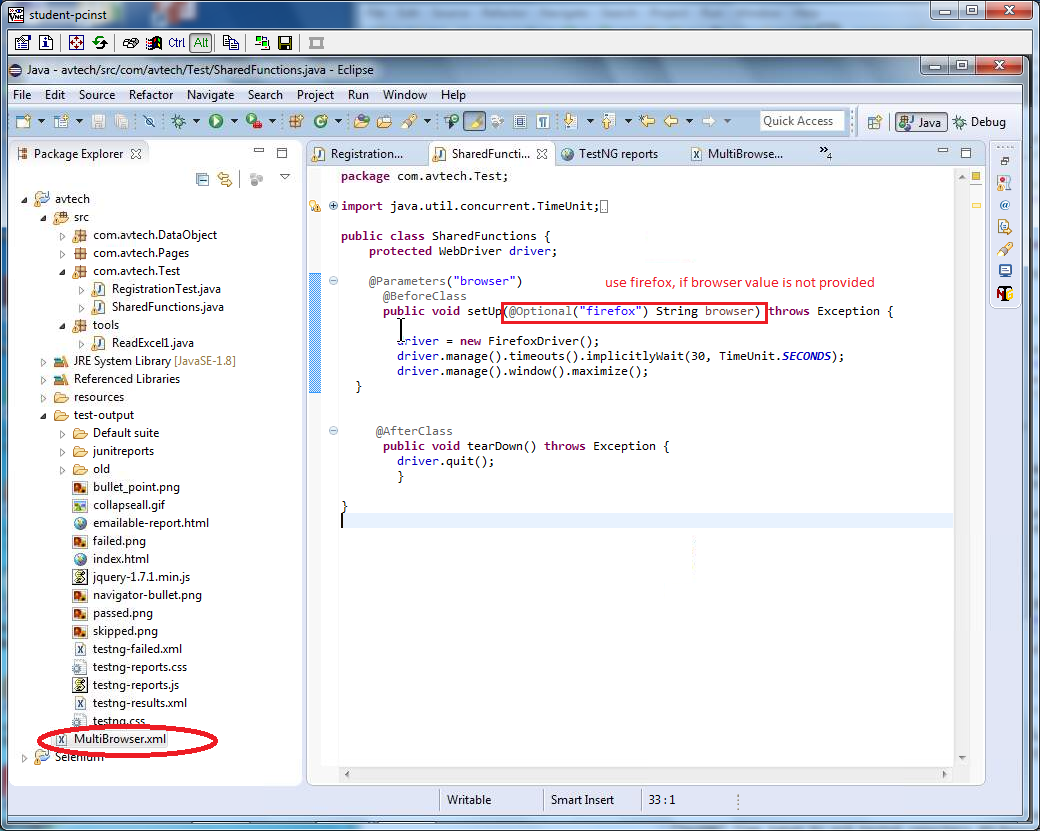 student-pcinst
Ctrl Alt
Java - avtech/src/com/avtech/Test/SharedFunctions.java - Eclipse
File Edit Source Refactor Navigate Search Project Run Window Help
Quick Access Java Debug
Package Explorer
avtech
src
com.avtech.DataObject
com.avtech.Pages
com.avtech.Test
RegistrationTest.java
SharedFunctions.java
tools
ReadExcel1.java
JRE System Library [JavaSE-1.8]
Referenced Libraries
resources
test-output
Default suite
junitreports
old
bullet_point.png
collapseall.gif
emailable-report.html
failed.png
index.html
jquery-1.7.1.min.js
navigator-bullet.png
passed.png
skipped.png
testng-failed.xml
testng-reports.css
testng-reports.js
testng-results.xml
testng.css
MultiBrowser.xml
Selenium
Registration... SharedFuncti... TestNG reports MultiBrowse... »4
package com.avtech.Test;
import java.util.concurrent.TimeUnit;
public class SharedFunctions {
protected WebDriver driver;
@Parameters("browser")
use firefox, if browser value is not provided
@BeforeClass
public void setUp(@Optional("firefox") String browser) throws Exception {
driver = new FirefoxDriver();
driver.manage().timeouts().implicitlyWait(30, TimeUnit.SECONDS);
driver.manage().window().maximize();
}
@AfterClass
public void tearDown() throws Exception {
driver.quit();
}
}
Writable Smart Insert 33 : 1